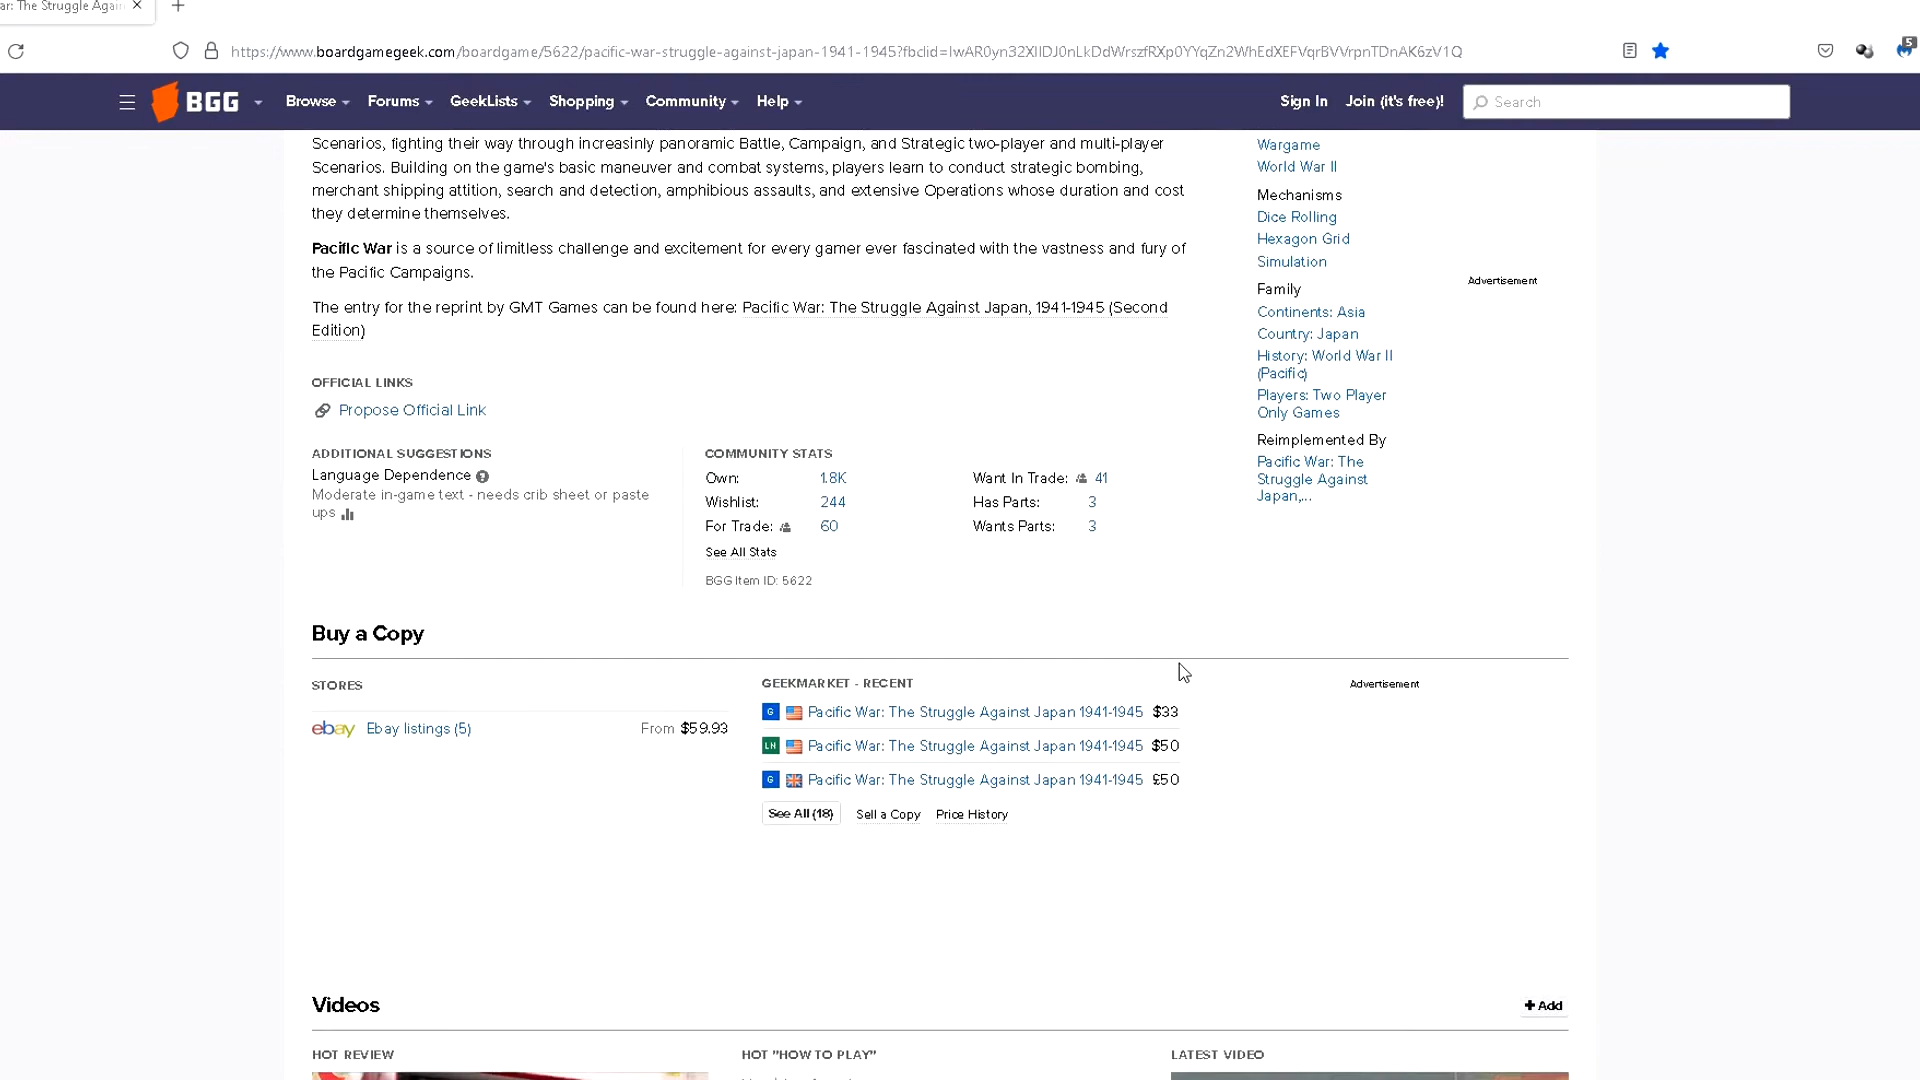 ar: The Struggle Again
https://www.boardgamegeek.com/boardgame/5622/pacific-war-struggle-against-japan-1941-1945?fbclid=IwAR0yn32XIIDJ0nLkDdWrszfRXp0YYqZn2WhEdXEFVqrBVVrpnTDnAK6zV1Q
5
BGG
Browse
Forums
GeekLists
Shopping
Community
Help
Sign In
Join (it's free)!
Search
Scenarios, fighting their way through increasinly panoramic Battle, Campaign, and Strategic two-player and multi-player
Scenarios. Building on the game's basic maneuver and combat systems, players learn to conduct strategic bombing,
merchant shipping attition, search and detection, amphibious assaults, and extensive Operations whose duration and cost
they determine themselves.
Pacific War is a source of limitless challenge and excitement for every gamer ever fascinated with the vastness and fury of
the Pacific Campaigns.
The entry for the reprint by GMT Games can be found here: Pacific War: The Struggle Against Japan, 1941-1945 (Second
Edition)
Wargame
World War II
Mechanisms
Dice Rolling
Hexagon Grid
Simulation
Family
Continents: Asia
Country: Japan
History: World War II
(Pacific)
Players: Two Player
Only Games
Reimplemented By
Pacific War: The
Struggle Against
Japan,...
Advertisement
OFFICIAL LINKS
Propose Official Link
ADDITIONAL SUGGESTIONS
Language Dependence
Moderate in-game text - needs crib sheet or paste
ups
COMMUNITY STATS
Own: 1.8K
Wishlist: 244
For Trade: 60
Want In Trade: 41
Has Parts: 3
Wants Parts: 3
See All Stats
BGG Item ID: 5622
Buy a Copy
STORES
ebay Ebay listings (5) From $59.93
GEEKMARKET - RECENT
G Pacific War: The Struggle Against Japan 1941-1945 $33
LN Pacific War: The Struggle Against Japan 1941-1945 $50
G Pacific War: The Struggle Against Japan 1941-1945 £50
See All (18) Sell a Copy Price History
Advertisement
Videos
+ Add
HOT REVIEW
HOT "HOW TO PLAY"
LATEST VIDEO